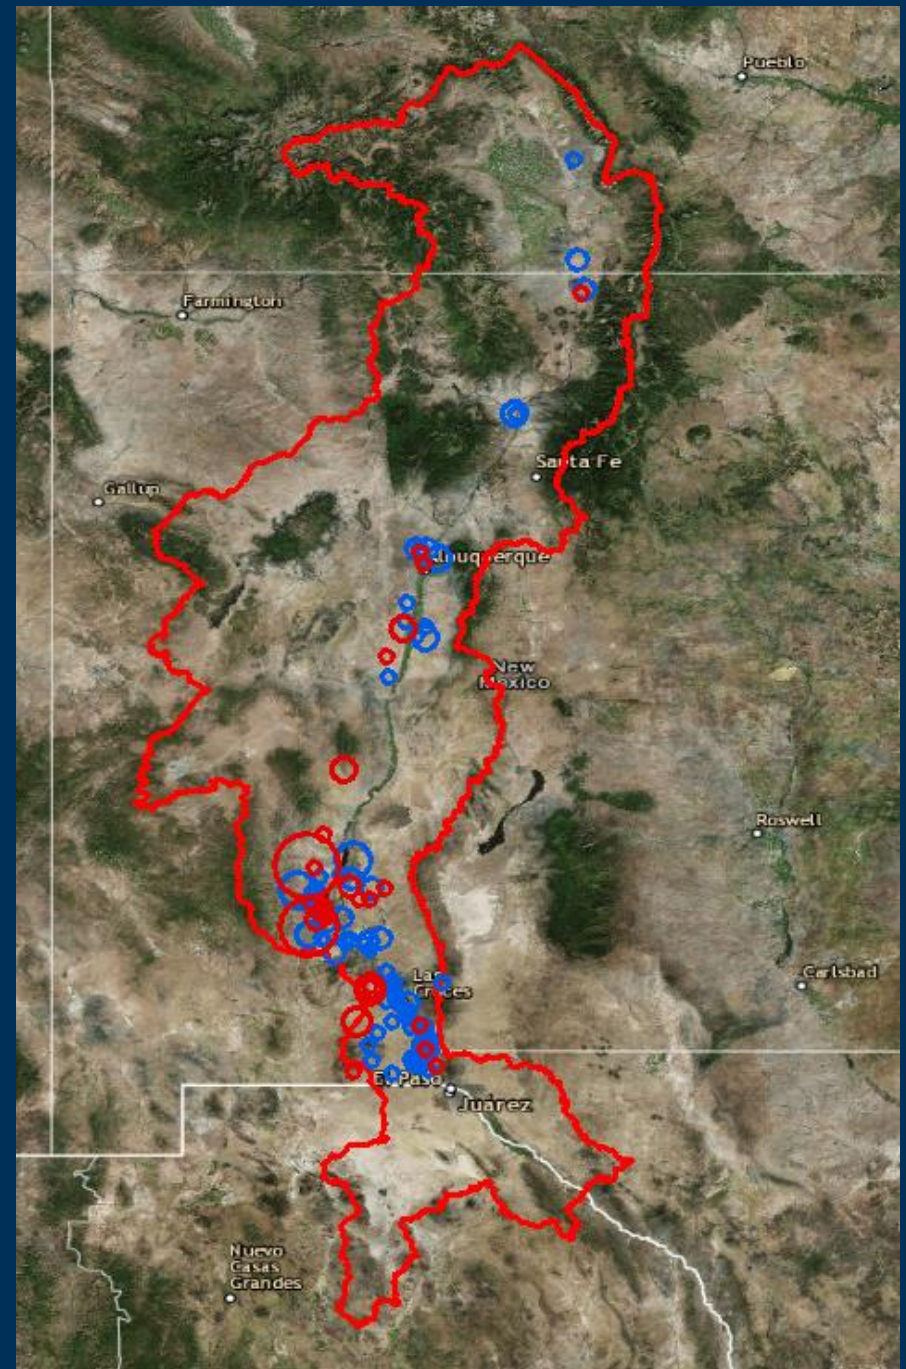 Pueblo
Farmington
Santa Fe
Gallup
Albuquerque
New
Mexico
Roswell
Carlsbad
Las
Cruces
El Paso
Juárez
Nuevo
Casas
Grandes